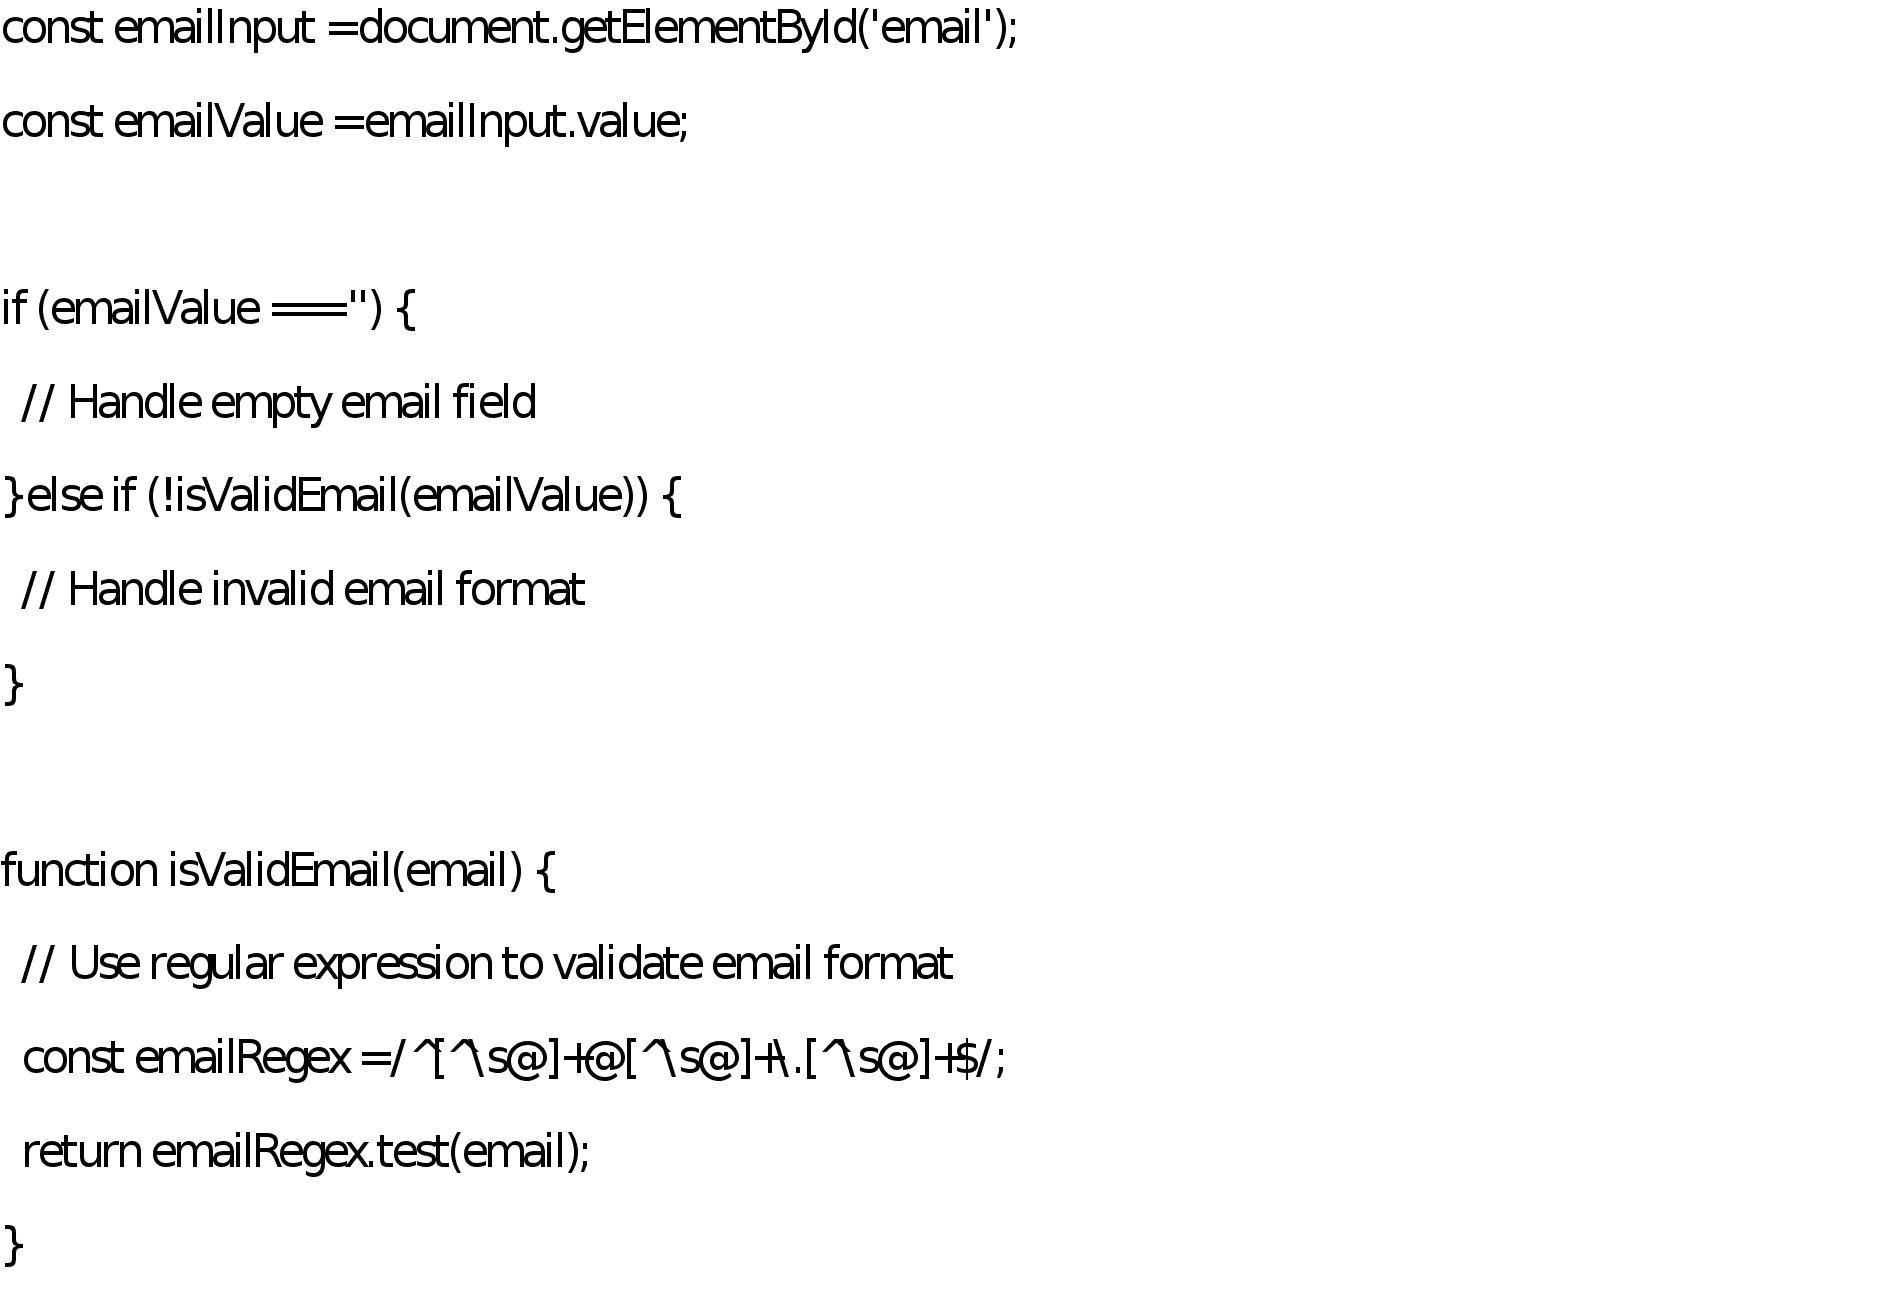 const emailInput = document.getElementById('email');
const emailValue = emailInput.value;
if (emailValue === '') {
// Handle empty email field
} else if (!isValidEmail(emailValue)) {
// Handle invalid email format
}
function isValidEmail(email) {
// Use regular expression to validate email format
const emailRegex = /^[^\s@]+@[^\s@]+\.[^\s@]+$/;
return emailRegex.test(email);
}